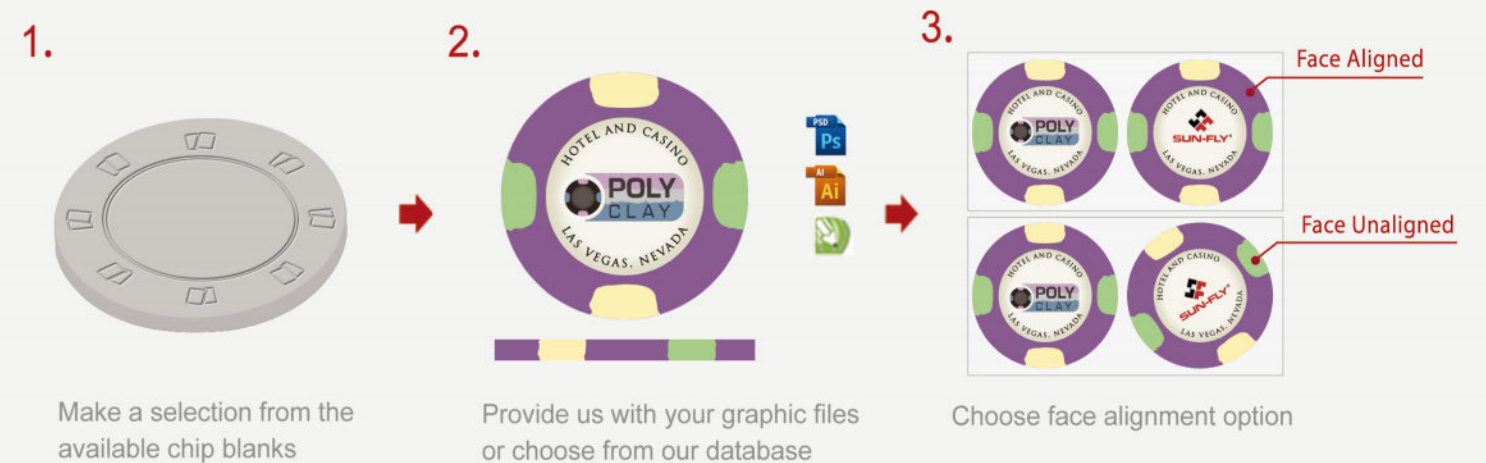 1.
Make a selection from the
available chip blanks
2.
HOTEL AND CASINO
POLY
CLAY
LAS VEGAS, NEVADA
PSD
Ps
AI
Ai
Provide us with your graphic files
or choose from our database
3.
HOTEL AND CASINO
POLY
CLAY
LAS VEGAS, NEVADA
HOTEL AND CASINO
SUN-FLY®
LAS VEGAS, NEVADA
Face Aligned
HOTEL AND CASINO
POLY
CLAY
LAS VEGAS, NEVADA
HOTEL AND CASINO
SUN-FLY®
LAS VEGAS, NEVADA
Face Unaligned
Choose face alignment option